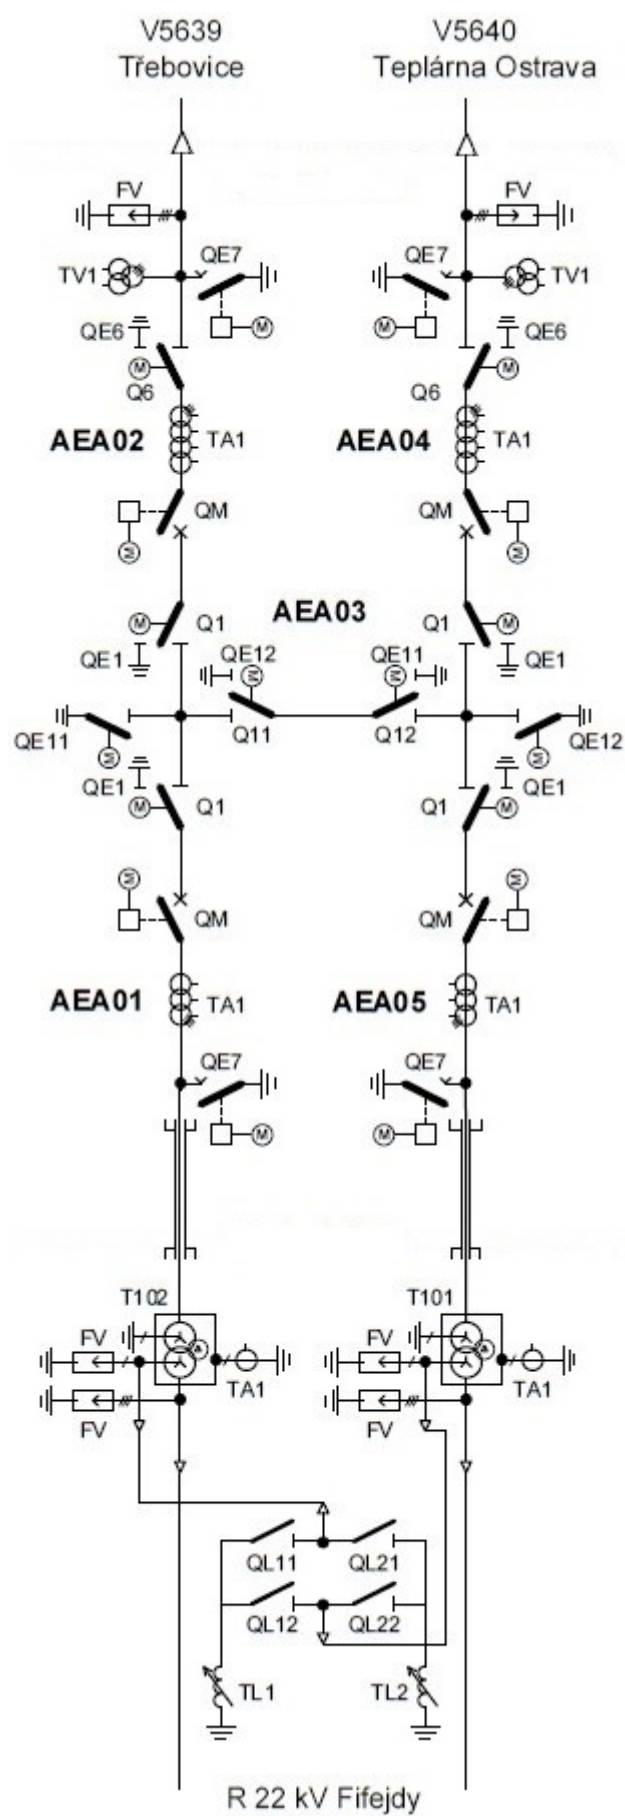 V5639 V5640
Třebovice Teplárna Ostrava
FV FV
TV1 QE7 QE7 TV1
M M
QE6 QE6
M M
Q6 Q6
AEA02 TA1 AEA04 TA1
QM QM
M M
AEA03
M Q1 Q1 M
QE1 QE12 QE11 QE1
M M
QE11 Q11 Q12 QE12
M M
QE1 QE1
M Q1 Q1 M
M M
QM QM
AEA01 TA1 AEA05 TA1
QE7 QE7
M M
T102 T101
FV FV
TA1 TA1
FV FV
QL11 QL21
QL12 QL22
TL1 TL2
R 22 kV Fifejdy